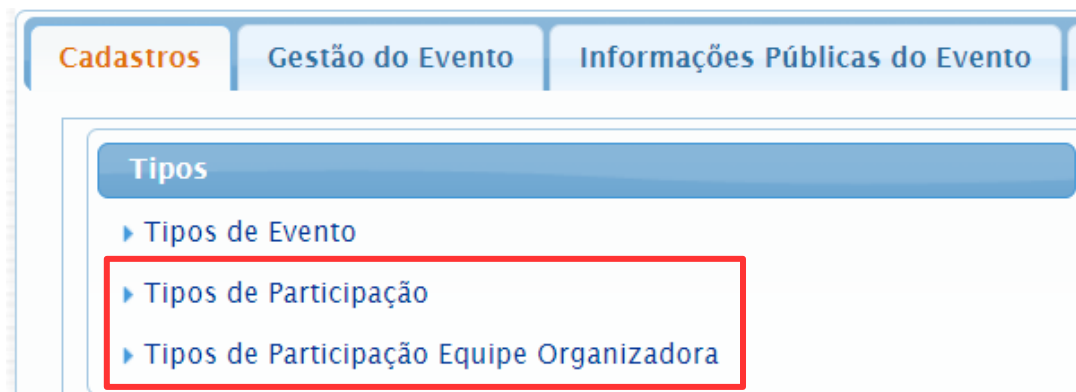 Cadastros Gestão do Evento Informações Públicas do Evento
Tipos
Tipos de Evento
Tipos de Participação
Tipos de Participação Equipe Organizadora